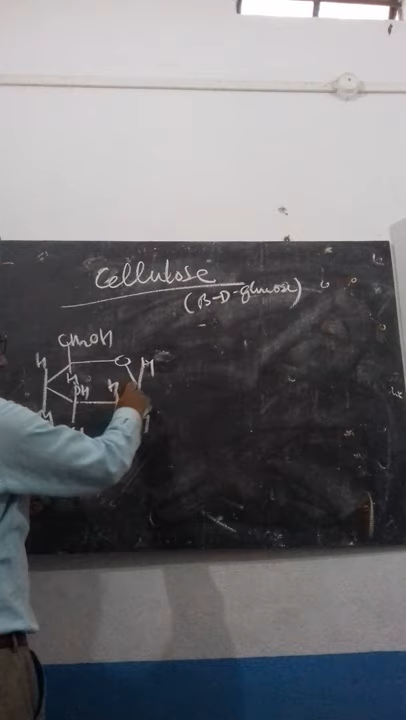 Cellulose
(B-D-glucose)
CH2OH
H O H
H
OH H
H